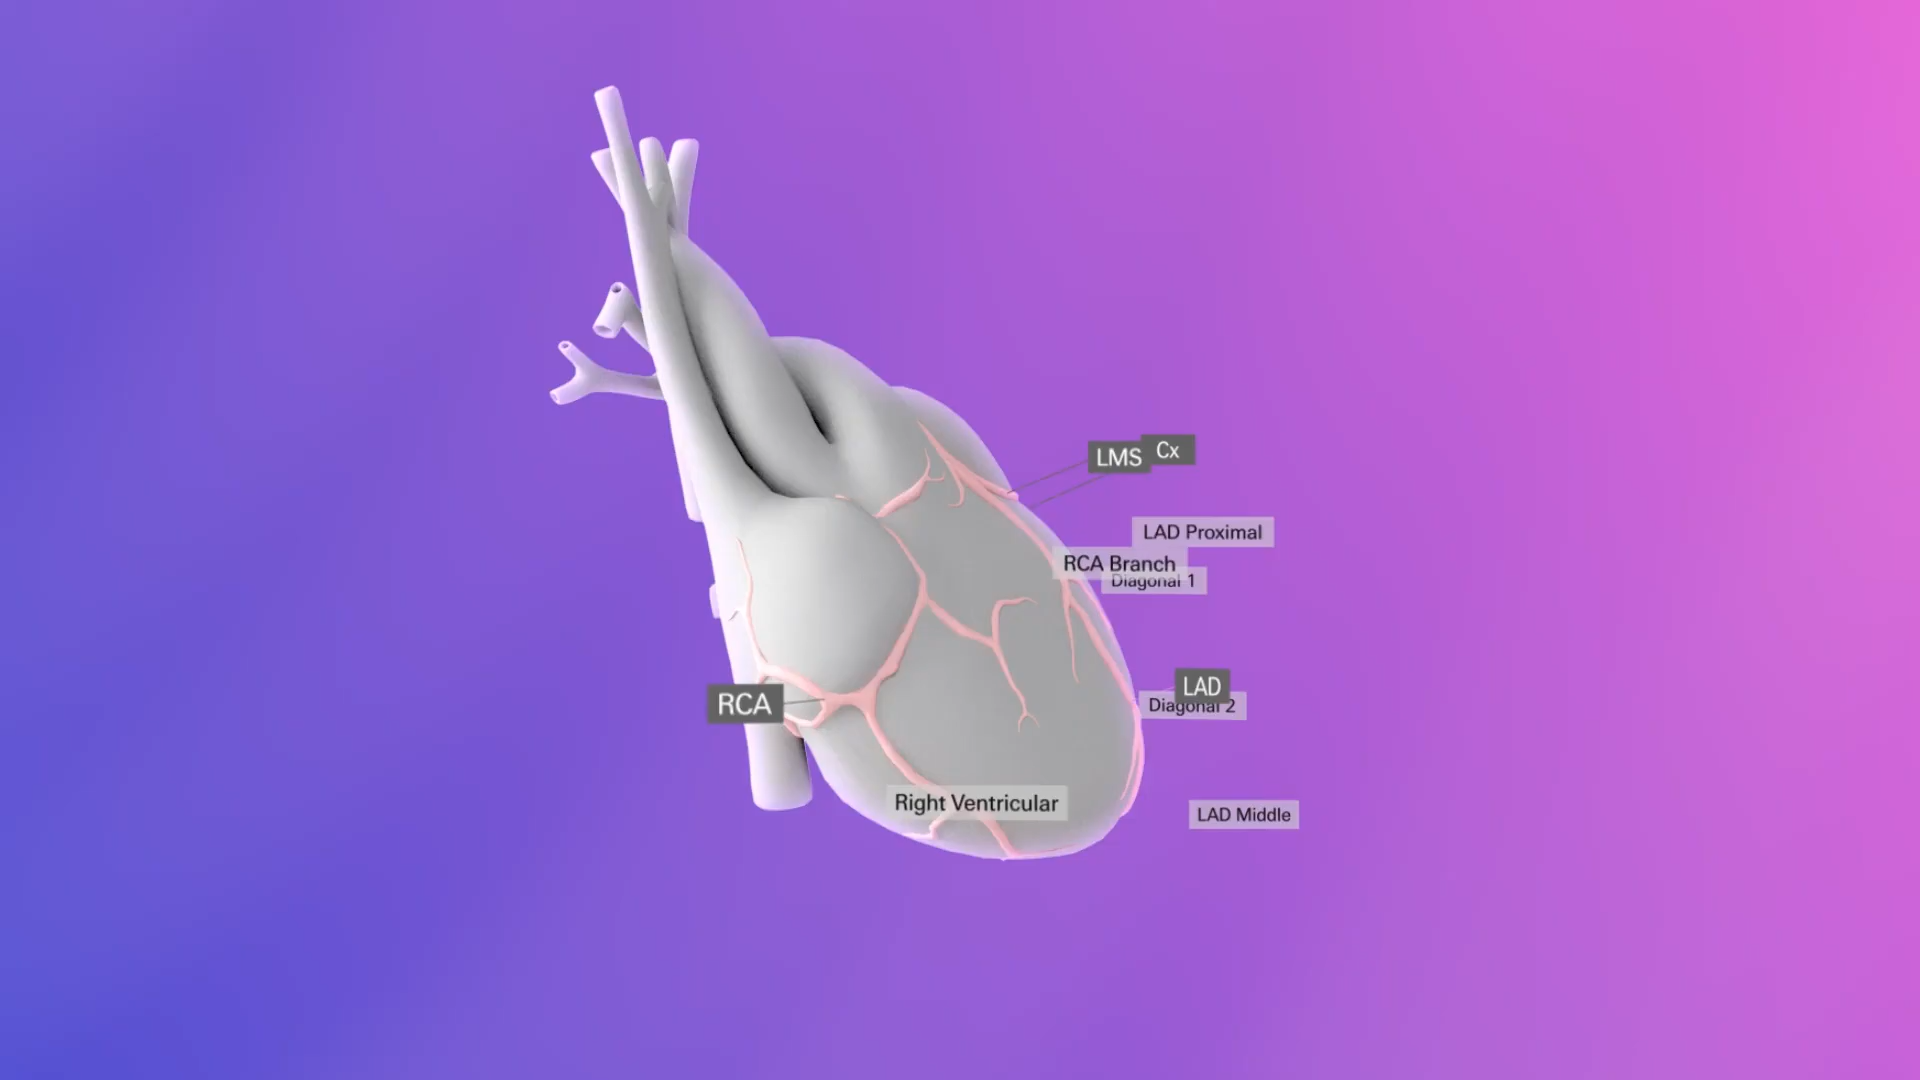 LMS
Cx
LAD Proximal
RCA Branch
Diagonal 1
LAD
Diagonal 2
RCA
Right Ventricular
LAD Middle